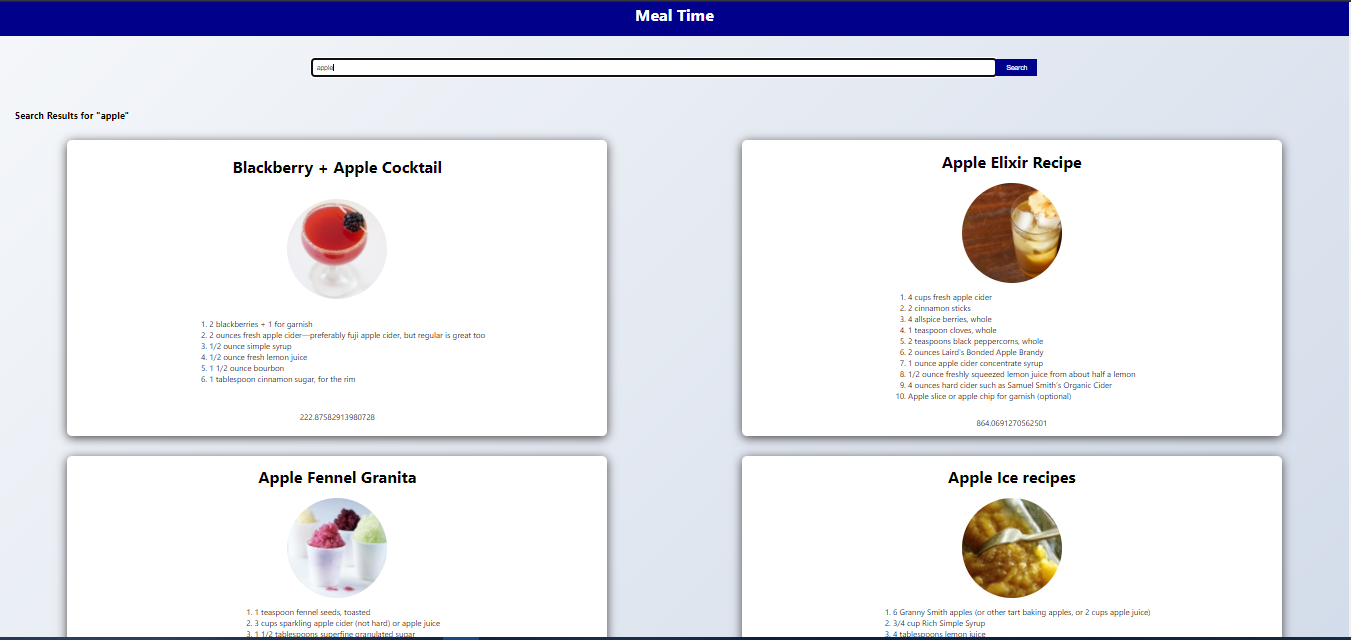 Meal Time
apple
Search
Search Results for "apple"
Blackberry + Apple Cocktail
1. 2 blackberries + 1 for garnish
2. 2 ounces fresh apple cider—preferably fuji apple cider, but regular is great too
3. 1/2 ounce simple syrup
4. 1/2 ounce fresh lemon juice
5. 1 1/2 ounce bourbon
6. 1 tablespoon cinnamon sugar, for the rim
222.87582913980728
Apple Elixir Recipe
1. 4 cups fresh apple cider
2. 2 cinnamon sticks
3. 4 allspice berries, whole
4. 1 teaspoon cloves, whole
5. 2 teaspoons black peppercorns, whole
6. 2 ounces Laird's Bonded Apple Brandy
7. 1 ounce apple cider concentrate syrup
8. 1/2 ounce freshly squeezed lemon juice from about half a lemon
9. 4 ounces hard cider such as Samuel Smith's Organic Cider
10. Apple slice or apple chip for garnish (optional)
864.0691270562501
Apple Fennel Granita
1. 1 teaspoon fennel seeds, toasted
2. 3 cups sparkling apple cider (not hard) or apple juice
3. 1 1/2 tablespoons superfine granulated sugar
Apple Ice recipes
1. 6 Granny Smith apples (or other tart baking apples, or 2 cups apple juice)
2. 3/4 cup Rich Simple Syrup
3. 4 tablespoons lemon juice